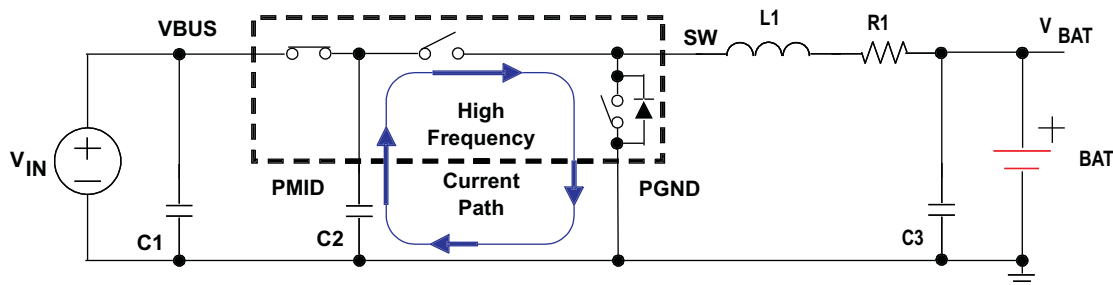 VBUS
SW
L1
R1
V BAT
High
Frequency
V IN
+
−
+
BAT
PMID
Current
Path
PGND
C1
C2
C3